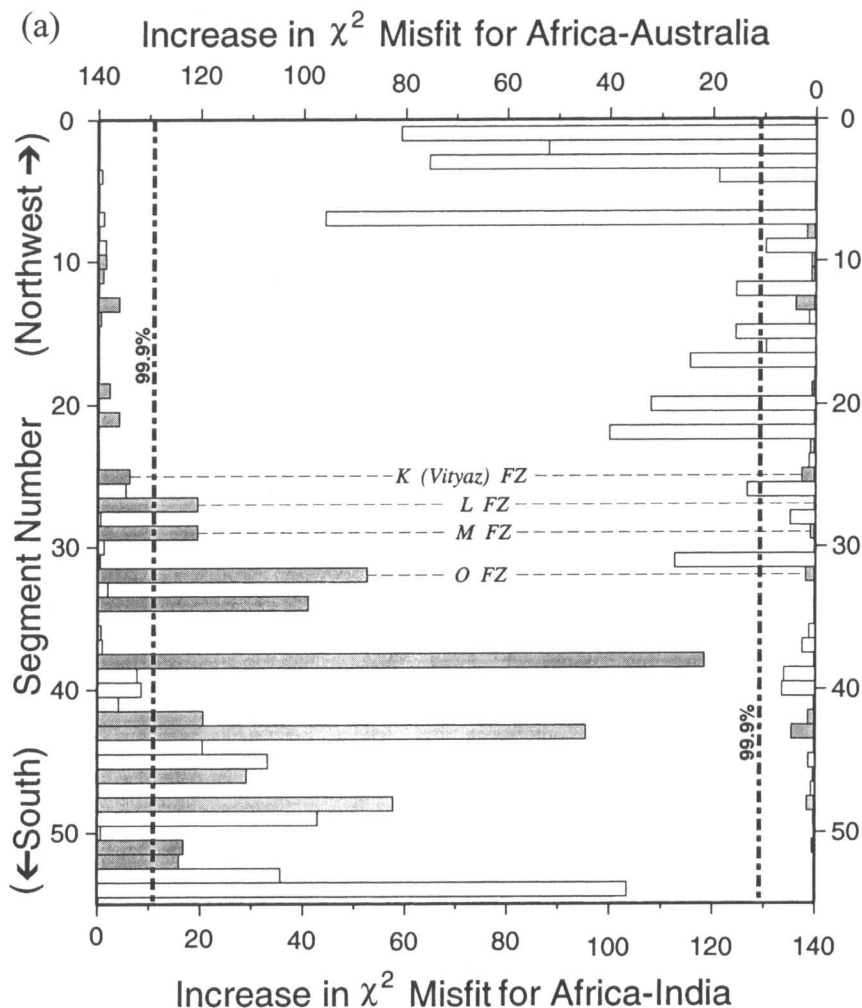 (a) Increase in χ² Misfit for Africa-Australia
140 120 100 80 60 40 20 0
0 0
10 10
20 20
30 30
40 40
50 50
(Northwest →)
Segment Number
(←South)
99.9%
K (Vityaz) FZ
L FZ
M FZ
O FZ
99.9%
0 20 40 60 80 100 120 140
Increase in χ² Misfit for Africa-India